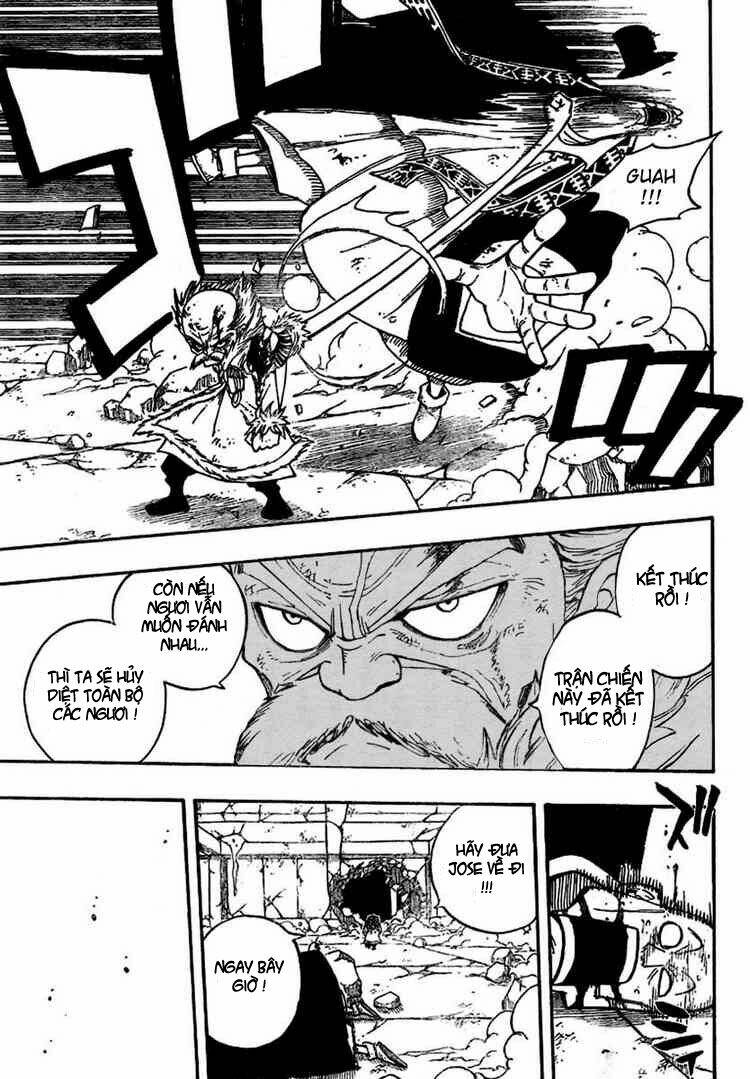 GUAH
!!!
KẾT THÚC
RỒI !
TRẬN CHIẾN
NÀY ĐÃ KẾT
THÚC RỒI !
CÒN NẾU
NGƯƠI VẪN
MUỐN ĐÁNH
NHAU...
THÌ TA SẼ HỦY
DIỆT TOÀN BỘ
CÁC NGƯƠI !
HÃY ĐƯA
JOSE VỀ ĐI
!!!
NGAY BÂY
GIỜ !